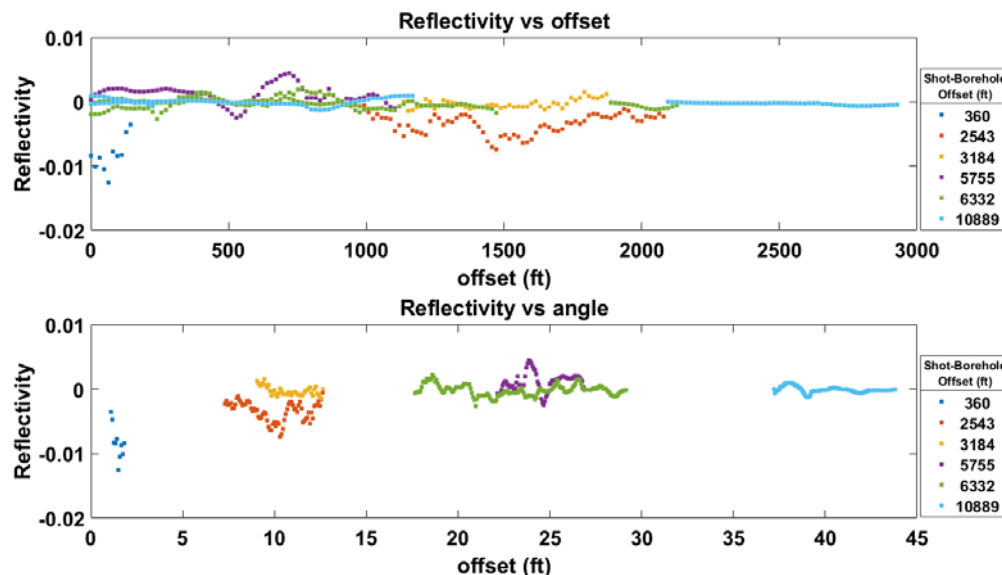 Reflectivity vs offset
0.01
0
-0.01
-0.02
Reflectivity
0 500 1000 1500 2000 2500 3000
offset (ft)
Shot-Borehole
Offset (ft)
360
2543
3184
5755
6332
10889
Reflectivity vs angle
0.01
0
-0.01
-0.02
Reflectivity
0 5 10 15 20 25 30 35 40 45
offset (ft)
Shot-Borehole
Offset (ft)
360
2543
3184
5755
6332
10889